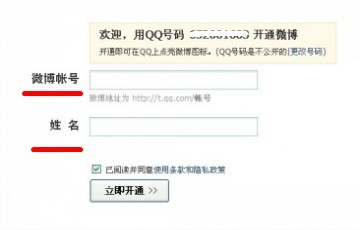 欢迎,用QQ号码 开通微博
开通即可在QQ上点亮微博图标。(QQ号码是不公开的|更改号码)
微博帐号
微博地址为 http://t.qq.com/帐号
姓 名
已阅读并同意使用条款和隐私政策
立即开通 >>